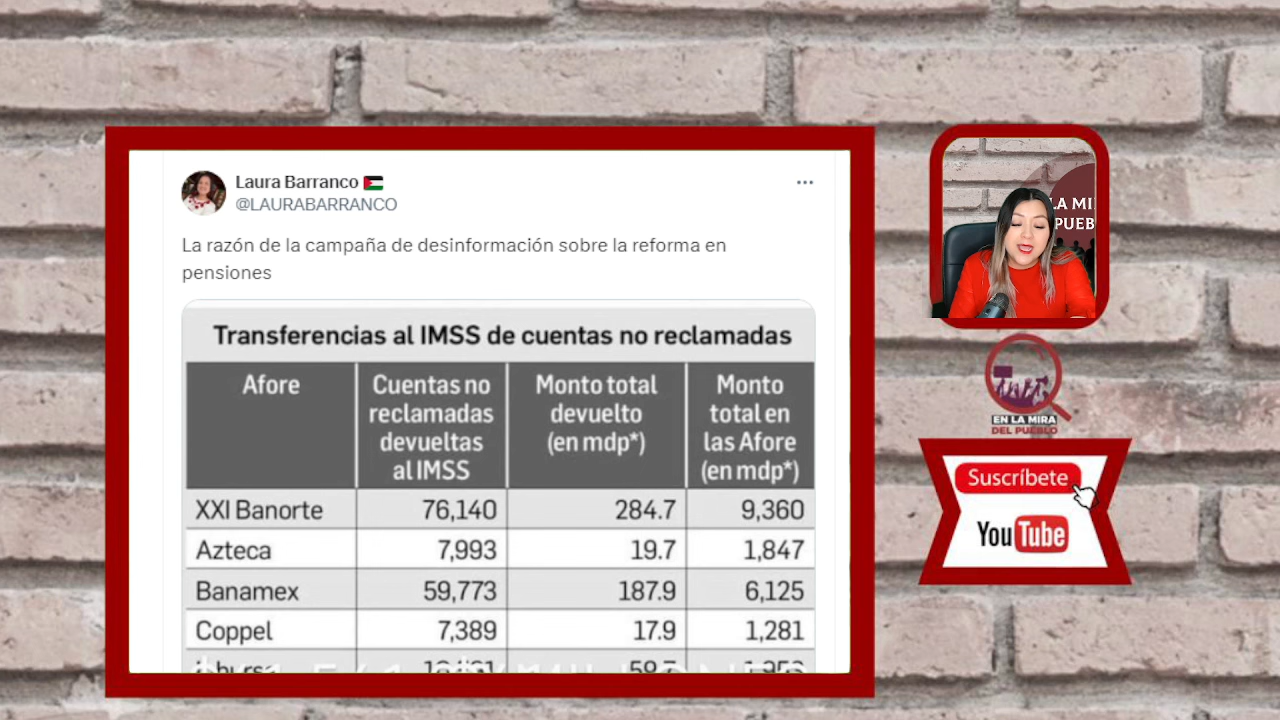 Laura Barranco
@LAURABARRANCO
La razón de la campaña de desinformación sobre la reforma en
pensiones
Transferencias al IMSS de cuentas no reclamadas
Afore
Cuentas no
reclamadas
devueltas
al IMSS
Monto total
devuelto
(en mdp*)
Monto
total en
las Afore
(en mdp*)
XXI Banorte 76,140 284.7 9,360
Azteca 7,993 19.7 1,847
Banamex 59,773 187.9 6,125
Coppel 7,389 17.9 1,281
LA MI
PUEB
EN LA MIRA
DEL PUEBLO
Suscríbete
YouTube